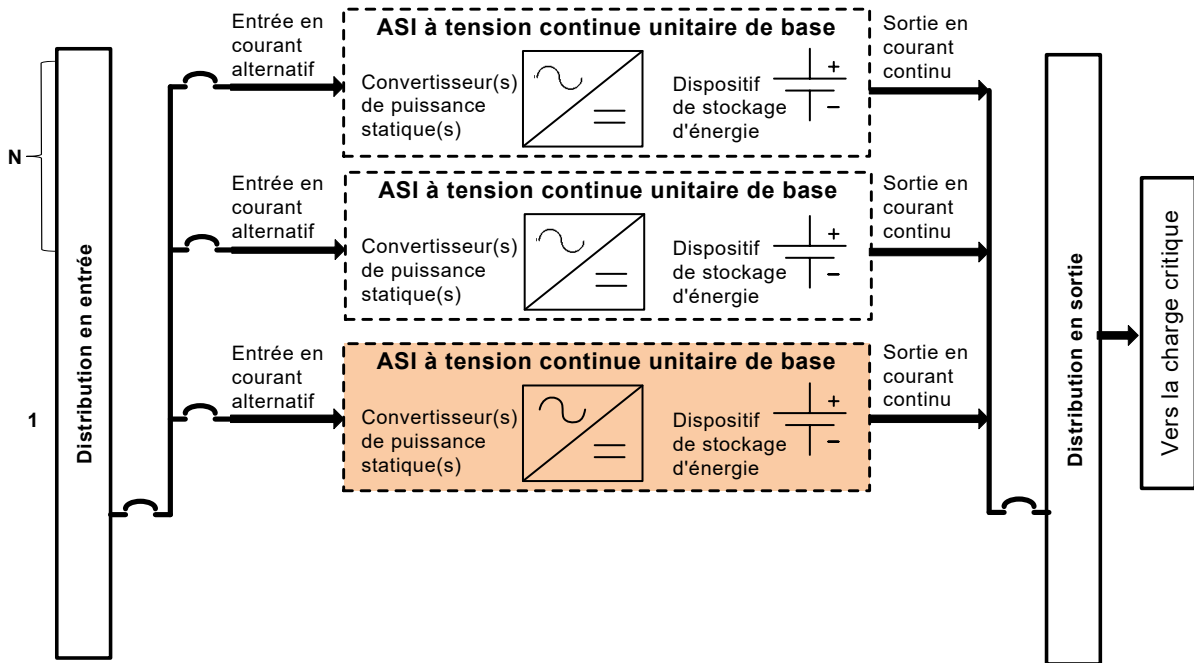 ASI à tension continue unitaire de base
Entrée en
courant
alternatif
Convertisseur(s)
de puissance
statique(s)
Dispositif
de stockage
d'énergie
+
–
Sortie en
courant
continu
N
ASI à tension continue unitaire de base
Entrée en
courant
alternatif
Convertisseur(s)
de puissance
statique(s)
Dispositif
de stockage
d'énergie
+
–
Sortie en
courant
continu
ASI à tension continue unitaire de base
Entrée en
courant
alternatif
Convertisseur(s)
de puissance
statique(s)
Dispositif
de stockage
d'énergie
+
–
Sortie en
courant
continu
1
Distribution en entrée
Distribution en sortie
Vers la charge critique